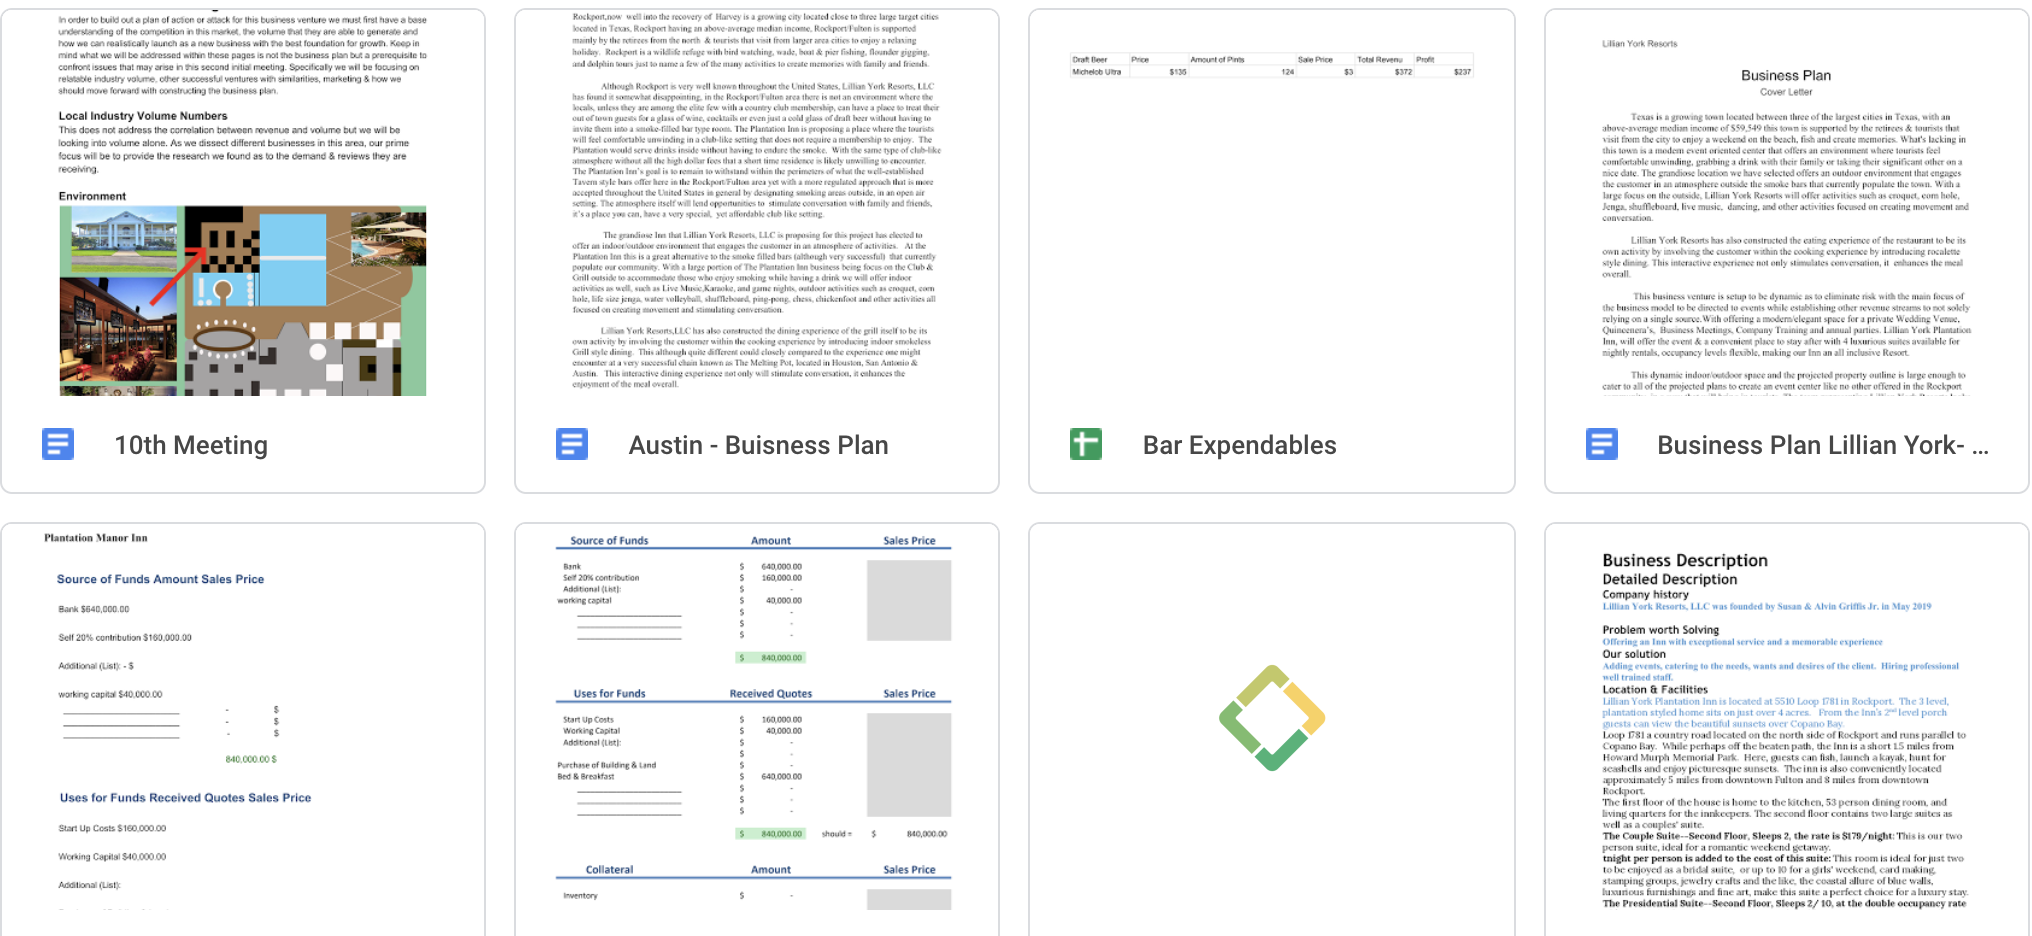 In order to build out a plan of action or attack for this business venture we must first have a base
understanding of the competition in this market, the volume that they are able to generate and
how we can realistically launch as a new business with the best foundation for growth. Keep in
mind what we will be addressed within these pages is not the business plan but a prerequisite to
confront issues that may arise in this second initial meeting. Specifically we will be focusing on
relatable industry volume, other successful ventures with similarities, marketing & how we
should move forward with constructing the business plan.
Local Industry Volume Numbers
This does not address the correlation between revenue and volume but we will be
looking into volume alone. As we dissect different businesses in this area, our prime
focus will be to provide the research we found as to the demand & reviews they are
receiving.
Environment
10th Meeting
Rockport,now well into the recovery of Harvey is a growing city located close to three large target cities
located in Texas, Rockport having an above-average median income, Rockport/Fulton is supported
mainly by the retirees from the north & tourists that visit from larger area cities to enjoy a relaxing
holiday. Rockport is a wildlife refuge with bird watching, wade, boat & pier fishing, flounder gigging,
and dolphin tours just to name a few of the many activities to create memories with family and friends.
Although Rockport is very well known throughout the United States, Lillian York Resorts, LLC
has found it somewhat disappointing, in the Rockport/Fulton area there is not an environment where the
locals, unless they are among the elite few with a country club membership, can have a place to treat their
out of town guests for a glass of wine, cocktails or even just a cold glass of draft beer without having to
invite them into a smoke-filled bar type room. The Plantation Inn is proposing a place where the tourists
will feel comfortable unwinding in a club-like setting that does not require a membership to enjoy. The
Plantation would serve drinks inside without having to endure the smoke. With the same type of club-like
atmosphere without all the high dollar fees that a short time residence is likely unwilling to encounter.
The Plantation Inn's goal is to remain to withstand within the perimeters of what the well-established
Tavern style bars offer here in the Rockport/Fulton area yet with a more regulated approach that is more
accepted throughout the United States in general by designating smoking areas outside, in an open air
setting. The atmosphere itself will lend opportunities to stimulate conversation with family and friends,
it's a place you can, have a very special, yet affordable club like setting.
The grandiose Inn that Lillian York Resorts, LLC is proposing for this project has elected to
offer an indoor/outdoor environment that engages the customer in an atmosphere of activities. At the
Plantation Inn this is a great alternative to the smoke filled bars (although very successful) that currently
populate our community. With a large portion of The Plantation Inn business being focus on the Club &
Grill outside to accommodate those who enjoy smoking while having a drink we will offer indoor
activities as well, such as Live Music,Karaoke, and game nights, outdoor activities such as croquet, corn
hole, life size jenga, water volleyball, shuffleboard, ping-pong, chess, chickenfoot and other activities all
focused on creating movement and stimulating conversation.
Lillian York Resorts,LLC has also constructed the dining experience of the grill itself to be its
own activity by involving the customer within the cooking experience by introducing indoor smokeless
Grill style dining. This although quite different could closely compared to the experience one might
encounter at a very successful chain known as The Melting Pot, located in Houston, San Antonio &
Austin. This interactive dining experience not only will stimulate conversation, it enhances the
enjoyment of the meal overall.
Austin - Buisness Plan
Draft Beer Price Amount of Pints Sale Price Total Revenu Profit
Michelob Ultra $135 124 $3 $372 $237
Bar Expendables
Lillian York Resorts
Business Plan
Cover Letter
Texas is a growing town located between three of the largest cities in Texas, with an
above-average median income of $59,549 this town is supported by the retirees & tourists that
visit from the city to enjoy a weekend on the beach, fish and create memories. What's lacking in
this town is a modern event oriented center that offers an environment where tourists feel
comfortable unwinding, grabbing a drink with their family or taking their significant other on a
nice date. The grandiose location we have selected offers an outdoor environment that engages
the customer in an atmosphere outside the smoke bars that currently populate the town. With a
large focus on the outside, Lillian York Resorts will offer activities such as croquet, corn hole,
Jenga, shuffleboard, live music, dancing, and other activities focused on creating movement and
conversation.
Lillian York Resorts has also constructed the eating experience of the restaurant to be its
own activity by involving the customer within the cooking experience by introducing rocalette
style dining. This interactive experience not only stimulates conversation, it enhances the meal
overall.
This business venture is setup to be dynamic as to eliminate risk with the main focus of
the business model to be directed to events while establishing other revenue streams to not solely
relying on a single source.With offering a modern/elegant space for a private Wedding Venue,
Quincenera's, Business Meetings, Company Training and annual parties. Lillian York Plantation
Inn, will offer the event & a convenient place to stay after with 4 luxurious suites available for
nightly rentals, occupancy levels flexible, making our Inn an all inclusive Resort.
This dynamic indoor/outdoor space and the projected property outline is large enough to
cater to all of the projected plans to create an event center like no other offered in the Rockport
Business Plan Lillian York- ...
Plantation Manor Inn
Source of Funds Amount Sales Price
Bank $640,000.00
Self 20% contribution $160,000.00
Additional (List): - $
working capital $40,000.00
- $
- $
- $
840,000.00 $
Uses for Funds Received Quotes Sales Price
Start Up Costs $160,000.00
Working Capital $40,000.00
Additional (List):
Source of Funds Amount Sales Price
Bank $ 640,000.00
Self 20% contribution $ 160,000.00
Additional (List): $ -
working capital $ 40,000.00
$ -
$ -
$ -
$ 840,000.00
Uses for Funds Received Quotes Sales Price
Start Up Costs $ 160,000.00
Working Capital $ 40,000.00
Additional (List): $ -
$ -
Purchase of Building & Land $ -
Bed & Breakfast $ 640,000.00
$ -
$ -
$ -
$ 840,000.00 should = $ 840,000.00
Collateral Amount Sales Price
Inventory $ -
Business Description
Detailed Description
Company history
Lillian York Resorts, LLC was founded by Susan & Alvin Griffis Jr. in May 2019
Problem worth Solving
Offering an Inn with exceptional service and a memorable experience
Our solution
Adding events, catering to the needs, wants and desires of the client. Hiring professional
well trained staff.
Location & Facilities
Lillian York Plantation Inn is located at 5510 Loop 1781 in Rockport. The 3 level,
plantation styled home sits on just over 4 acres. From the Inn's 2nd level porch
guests can view the beautiful sunsets over Copano Bay.
Loop 1781 a country road located on the north side of Rockport and runs parallel to
Copano Bay. While perhaps off the beaten path, the Inn is a short 1.5 miles from
Howard Murph Memorial Park. Here, guests can fish, launch a kayak, hunt for
seashells and enjoy picturesque sunsets. The inn is also conveniently located
approximately 5 miles from downtown Fulton and 8 miles from downtown
Rockport.
The first floor of the house is home to the kitchen, 53 person dining room, and
living quarters for the innkeepers. The second floor contains two large suites as
well as a couples' suite.
The Couple Suite--Second Floor, Sleeps 2, the rate is $179/night: This is our two
person suite, ideal for a romantic weekend getaway.
tnight per person is added to the cost of this suite: This room is ideal for just two
to be enjoyed as a bridal suite, or up to 10 for a girls' weekend, card making,
stamping groups, jewelry crafts and the like, the coastal allure of blue walls,
luxurious furnishings and fine art, make this suite a perfect choice for a luxury stay.
The Presidential Suite--Second Floor, Sleeps 2/ 10, at the double occupancy rate